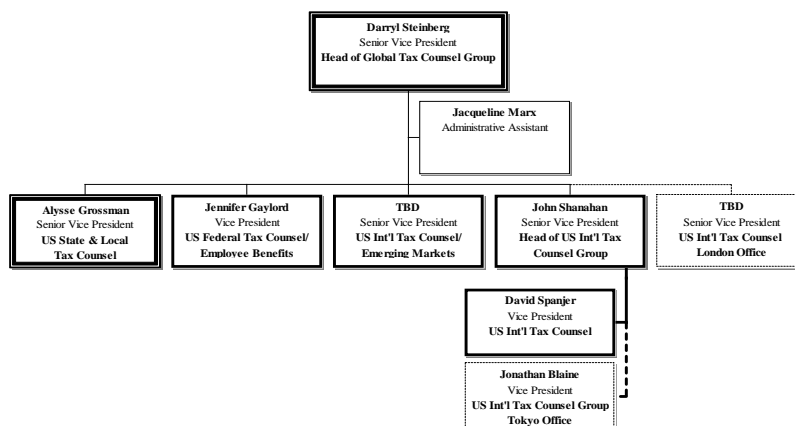 Darryl Steinberg
Senior Vice President
Head of Global Tax Counsel Group
Jacqueline Marx
Administrative Assistant
Alysse Grossman
Senior Vice President
US State & Local
Tax Counsel
Jennifer Gaylord
Vice President
US Federal Tax Counsel/
Employee Benefits
TBD
Senior Vice President
US Int'l Tax Counsel/
Emerging Markets
John Shanahan
Senior Vice President
Head of US Int'l Tax
Counsel Group
TBD
Senior Vice President
US Int'l Tax Counsel
London Office
David Spanjer
Vice President
US Int'l Tax Counsel
Jonathan Blaine
Vice President
US Int'l Tax Counsel Group
Tokyo Office